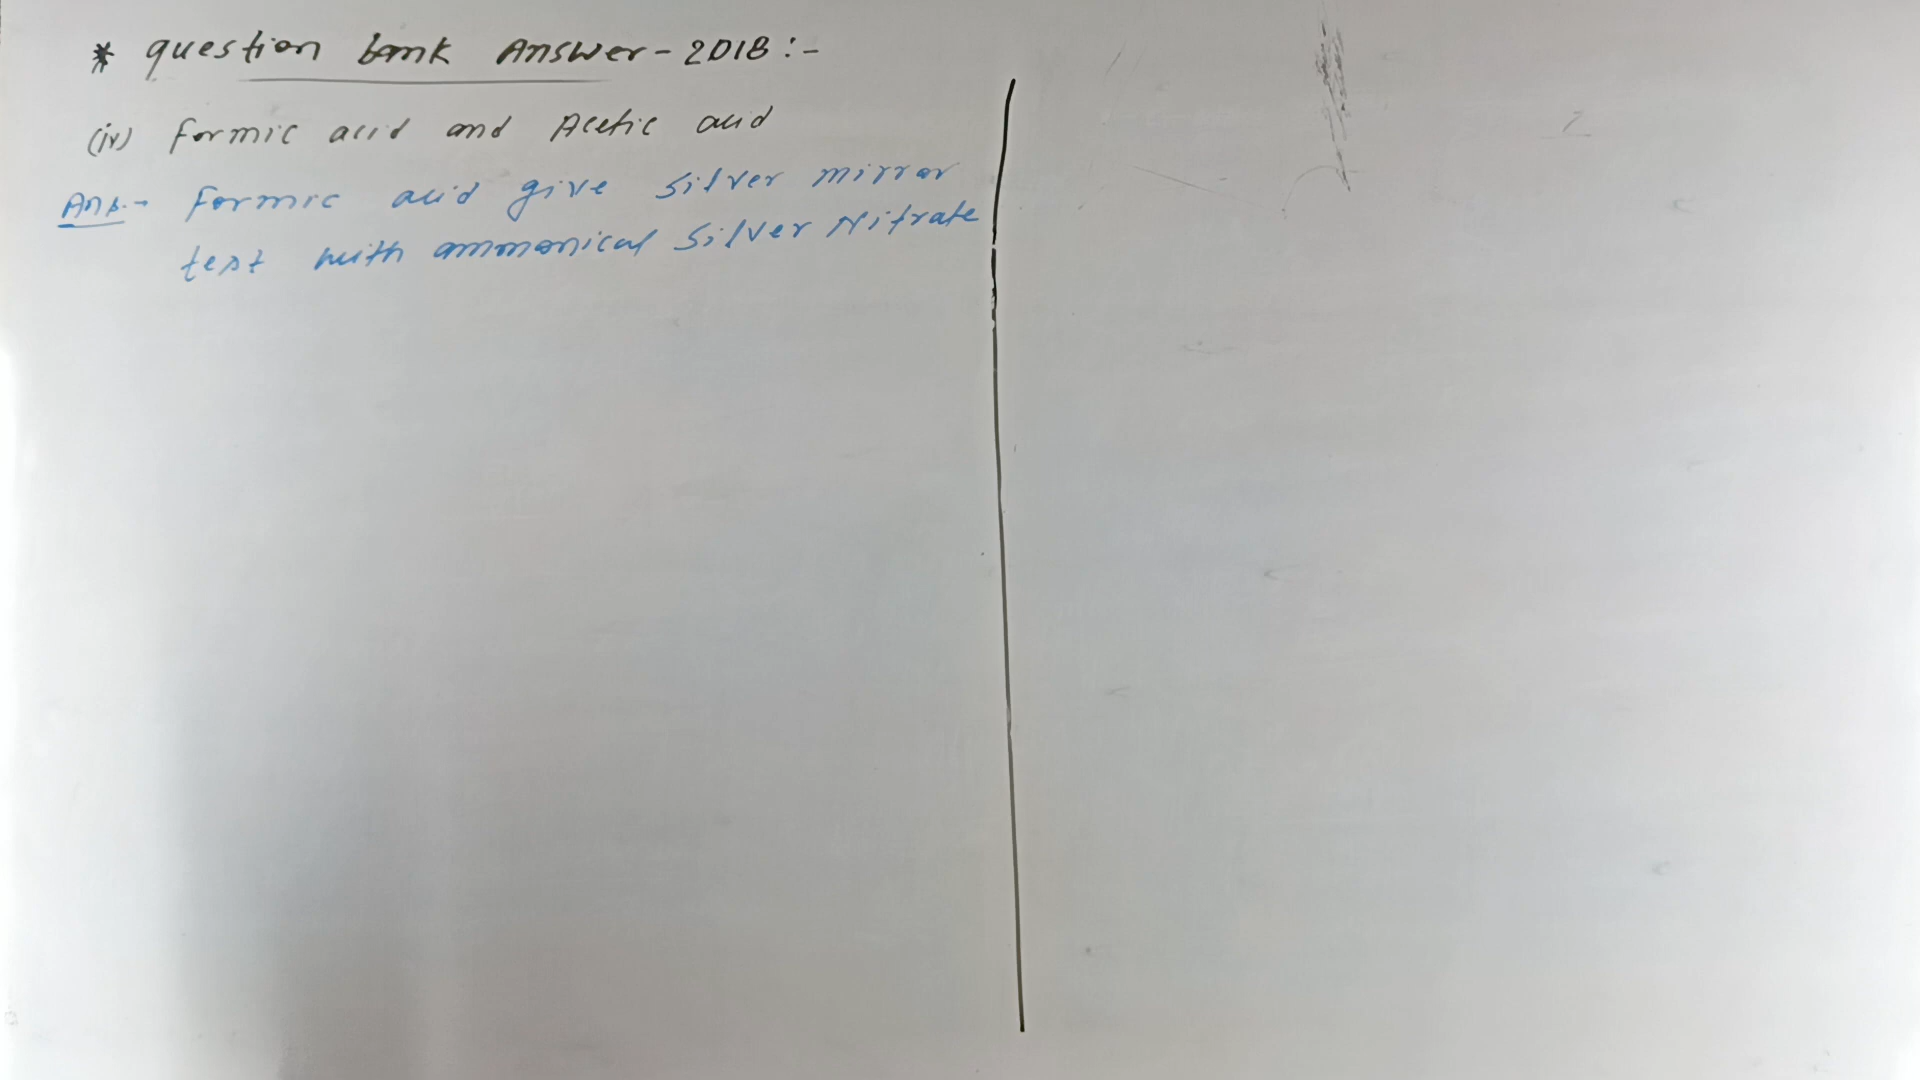 * question bank Answer - 2018 :-
(iv) Formic acid and Acetic acid
Ans:- Formic acid give silver mirror
test with ammonical Silver Nitrate